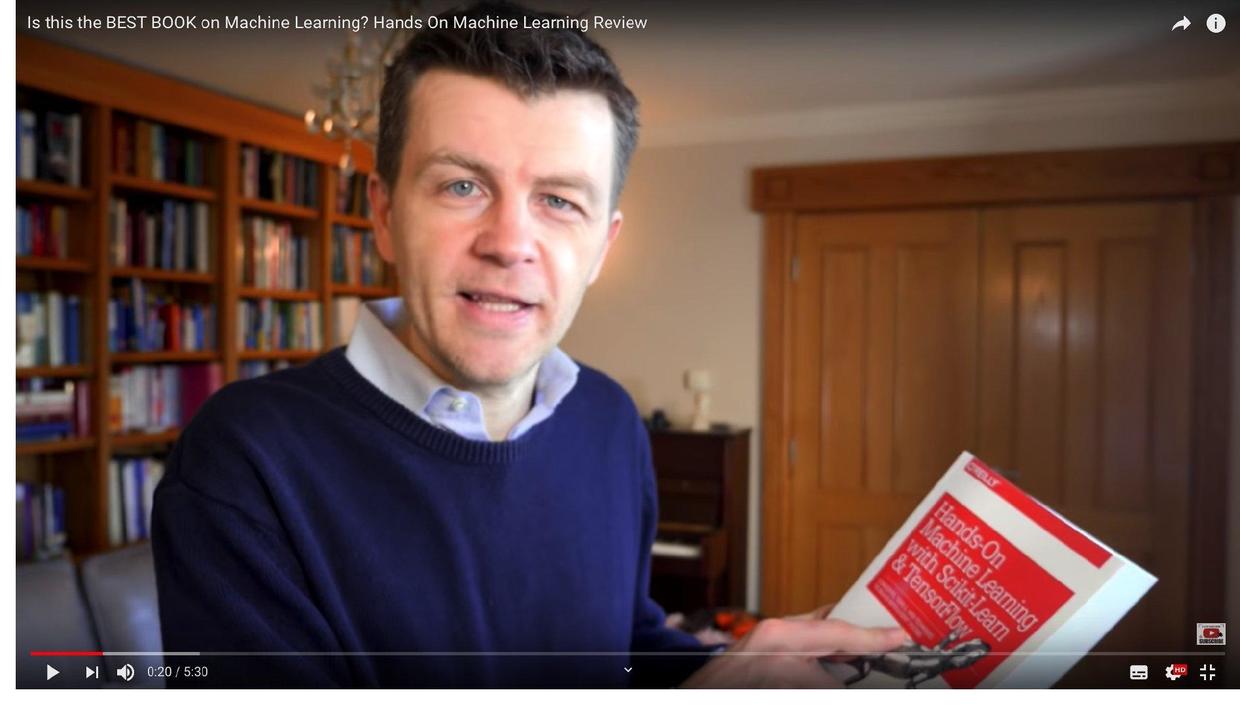 Is this the BEST BOOK on Machine Learning? Hands On Machine Learning Review
O'REILLY
Hands-On
Machine Learning
with Scikit-Learn
& TensorFlow
SUBSCRIBE
0:20 / 5:30
HD